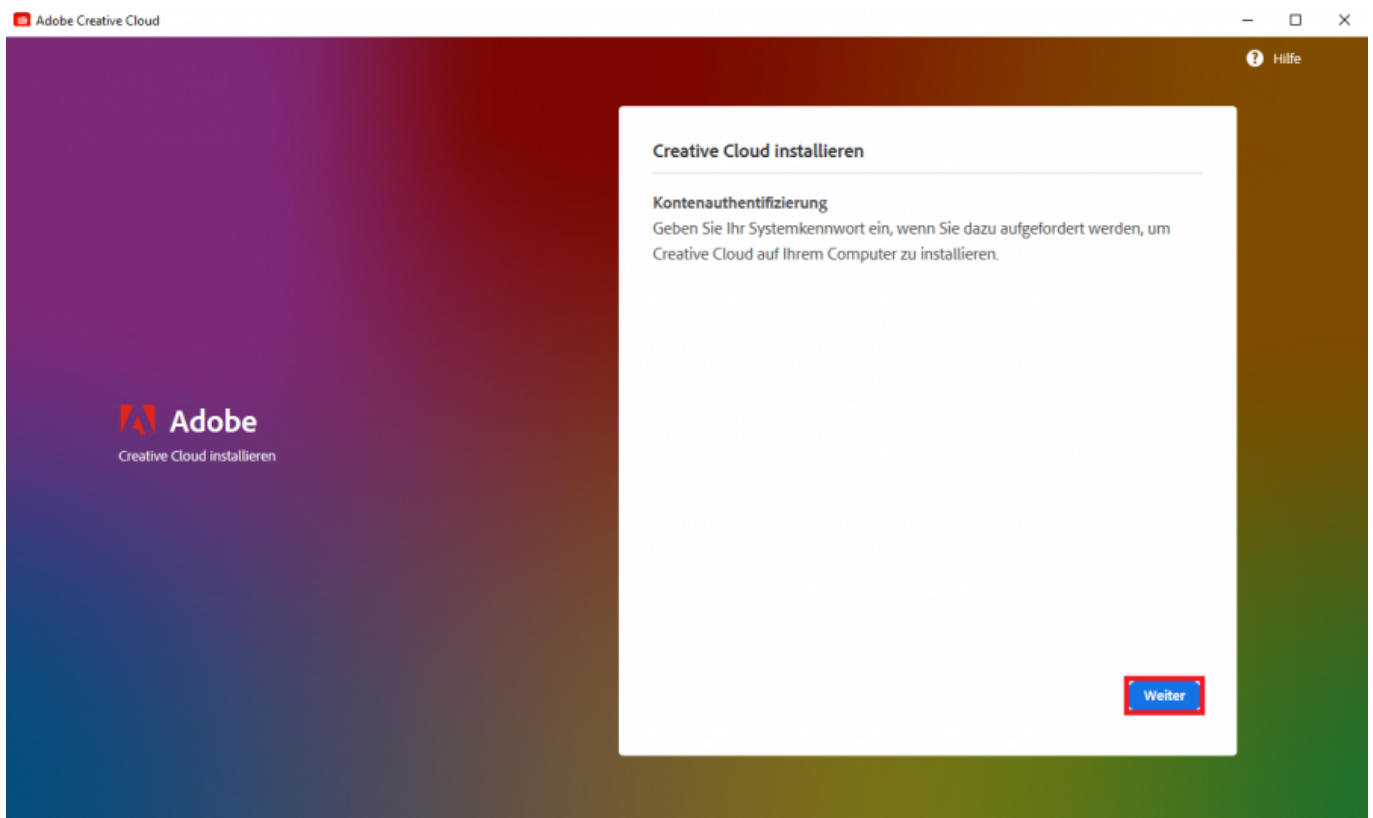 Adobe Creative Cloud
Hilfe
Creative Cloud installieren
Kontenauthentifizierung
Geben Sie Ihr Systemkennwort ein, wenn Sie dazu aufgefordert werden, um
Creative Cloud auf Ihrem Computer zu installieren.
Adobe
Creative Cloud installieren
Weiter